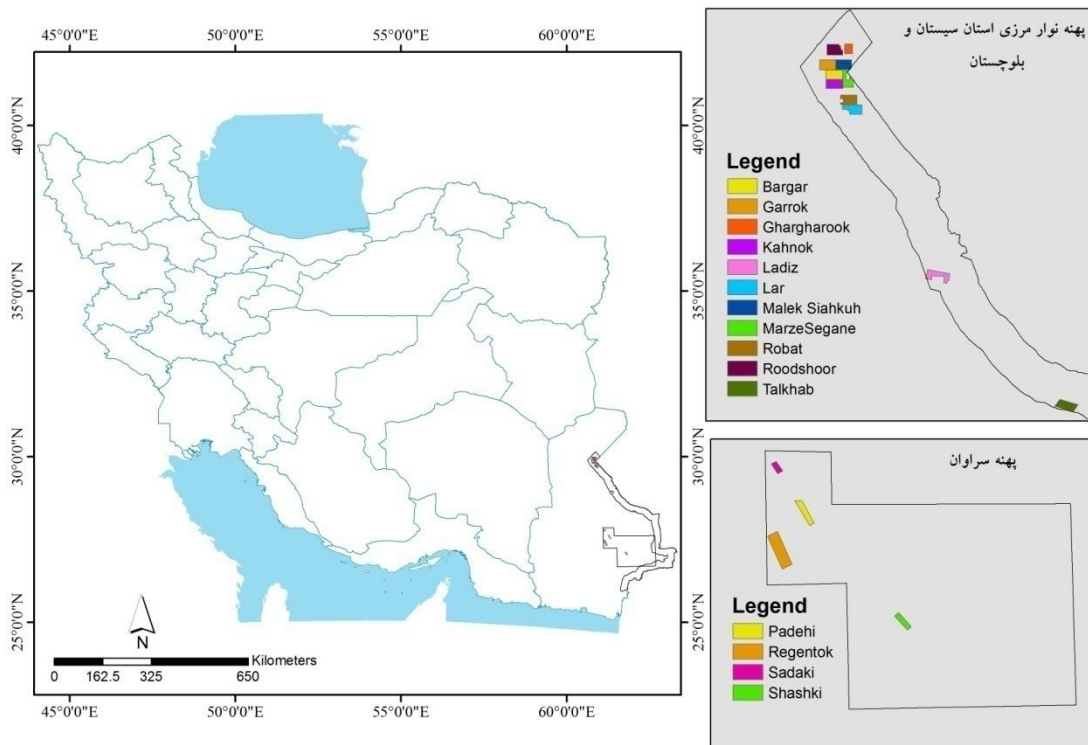 45°0'0"E 50°0'0"E 55°0'0"E 60°0'0"E
40°0'0"N
35°0'0"N
30°0'0"N
25°0'0"N
N
Kilometers
0 162.5 325 650
45°0'0"E 50°0'0"E 55°0'0"E 60°0'0"E
40°0'0"N
35°0'0"N
30°0'0"N
25°0'0"N
پهنه نوار مرزی استان سیستان و
بلوچستان
Legend
Bargar
Garrok
Ghargharook
Kahnok
Ladiz
Lar
Malek Siahkuh
MarzeSegane
Robat
Roodshoor
Talkhab
پهنه سراوان
Legend
Padehi
Regentok
Sadaki
Shashki